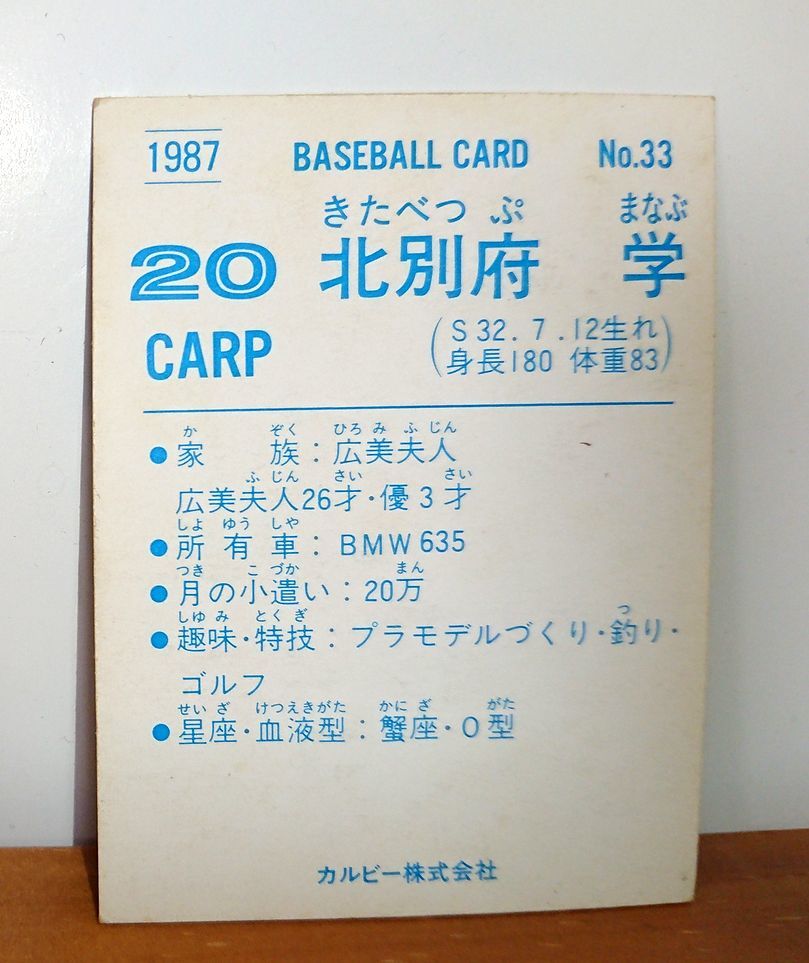 1987 BASEBALL CARD No.33
きたべつ ぷ まなぶ
20 北別府 学
CARP
(S32.7.12生れ
身長180 体重83)
か ぞく ひろ み ふ じん
●家 族：広美夫人
ふ じん さい さい
広美夫人26才・優3才
しよ ゆう しや
●所有車：BMW635
つき こ づか まん
●月の小遣い：20万
しゆ み とく ぎ つ
●趣味・特技：プラモデルづくり・釣り・
ゴルフ
せい ざ けつえきがた かに ざ がた
●星座・血液型：蟹座・O型
カルビー株式会社